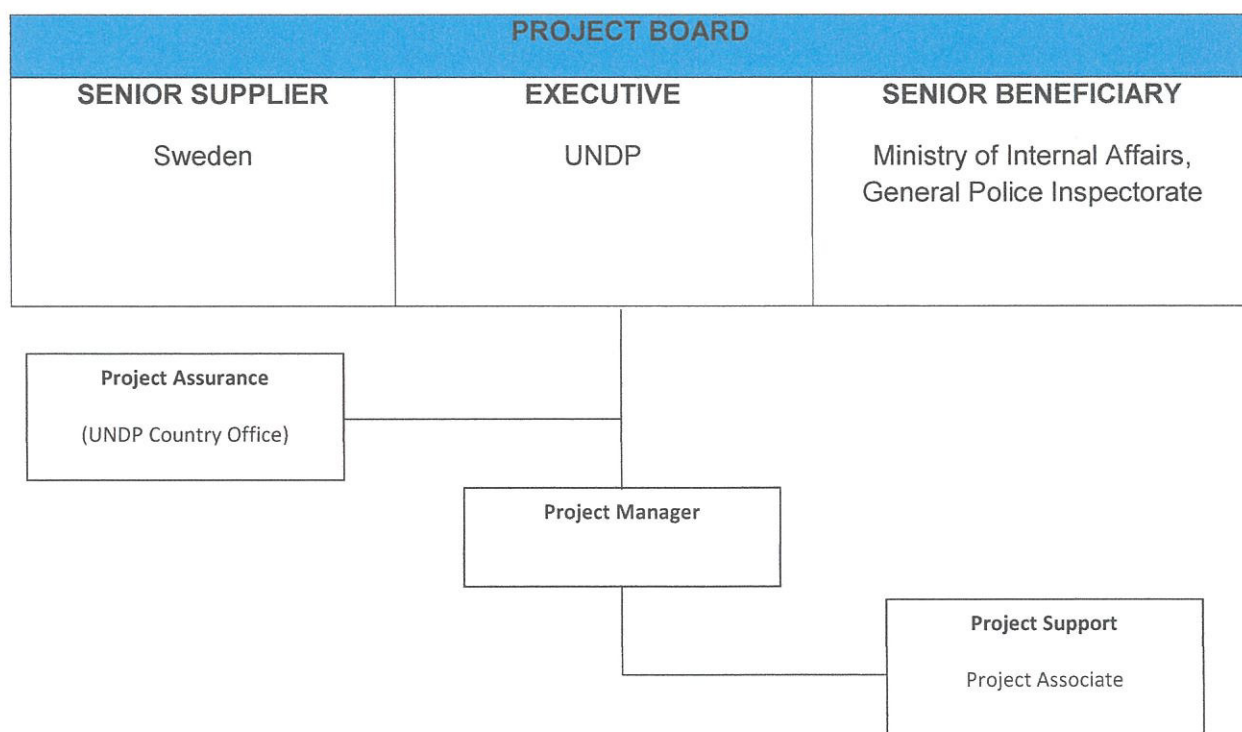 PROJECT BOARD
SENIOR SUPPLIER
Sweden
EXECUTIVE
UNDP
SENIOR BENEFICIARY
Ministry of Internal Affairs,
General Police Inspectorate
Project Assurance
(UNDP Country Office)
Project Manager
Project Support
Project Associate